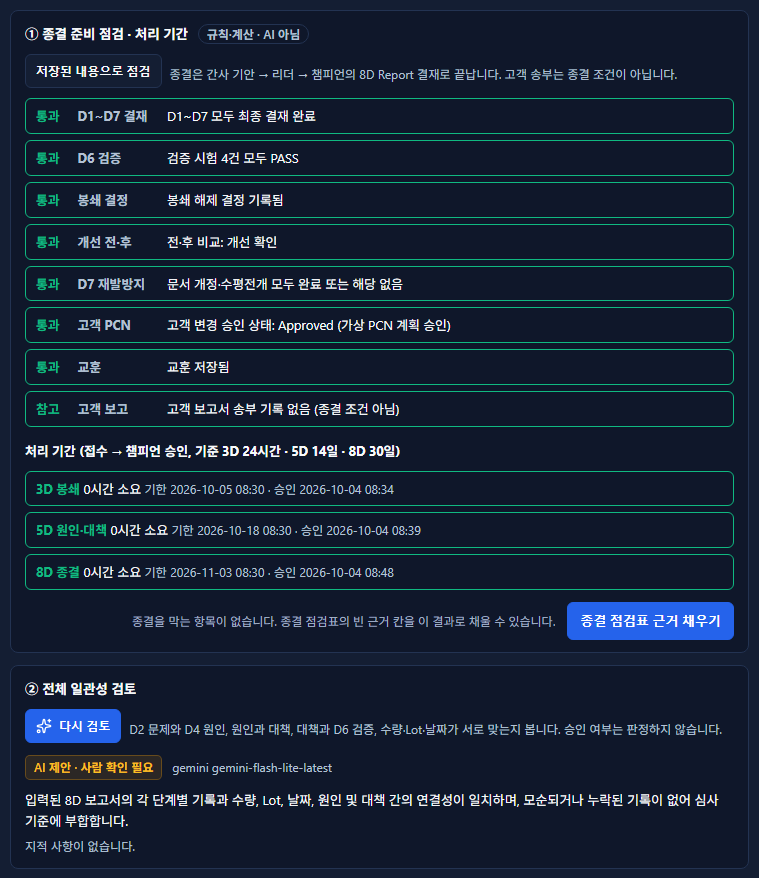 ① 종결 준비 점검 · 처리 기간 규칙·계산 · AI 아님
저장된 내용으로 점검 종결은 간사 기안 → 리더 → 챔피언의 8D Report 결재로 끝납니다. 고객 송부는 종결 조건이 아닙니다.
통과 D1~D7 결재 D1~D7 모두 최종 결재 완료
통과 D6 검증 검증 시험 4건 모두 PASS
통과 봉쇄 결정 봉쇄 해제 결정 기록됨
통과 개선 전·후 전·후 비교: 개선 확인
통과 D7 재발방지 문서 개정·수평전개 모두 완료 또는 해당 없음
통과 고객 PCN 고객 변경 승인 상태: Approved (가상 PCN 계획 승인)
통과 교훈 교훈 저장됨
참고 고객 보고 고객 보고서 송부 기록 없음 (종결 조건 아님)
처리 기간 (접수 → 챔피언 승인, 기준 3D 24시간 · 5D 14일 · 8D 30일)
3D 봉쇄 0시간 소요 기한 2026-10-05 08:30 · 승인 2026-10-04 08:34
5D 원인·대책 0시간 소요 기한 2026-10-18 08:30 · 승인 2026-10-04 08:39
8D 종결 0시간 소요 기한 2026-11-03 08:30 · 승인 2026-10-04 08:48
종결을 막는 항목이 없습니다. 종결 점검표의 빈 근거 칸을 이 결과로 채울 수 있습니다. 종결 점검표 근거 채우기
② 전체 일관성 검토
다시 검토 D2 문제와 D4 원인, 원인과 대책, 대책과 D6 검증, 수량·Lot·날짜가 서로 맞는지 봅니다. 승인 여부는 판정하지 않습니다.
AI 제안 · 사람 확인 필요 gemini gemini-flash-lite-latest
입력된 8D 보고서의 각 단계별 기록과 수량, Lot, 날짜, 원인 및 대책 간의 연결성이 일치하며, 모순되거나 누락된 기록이 없어 심사
기준에 부합합니다.
지적 사항이 없습니다.